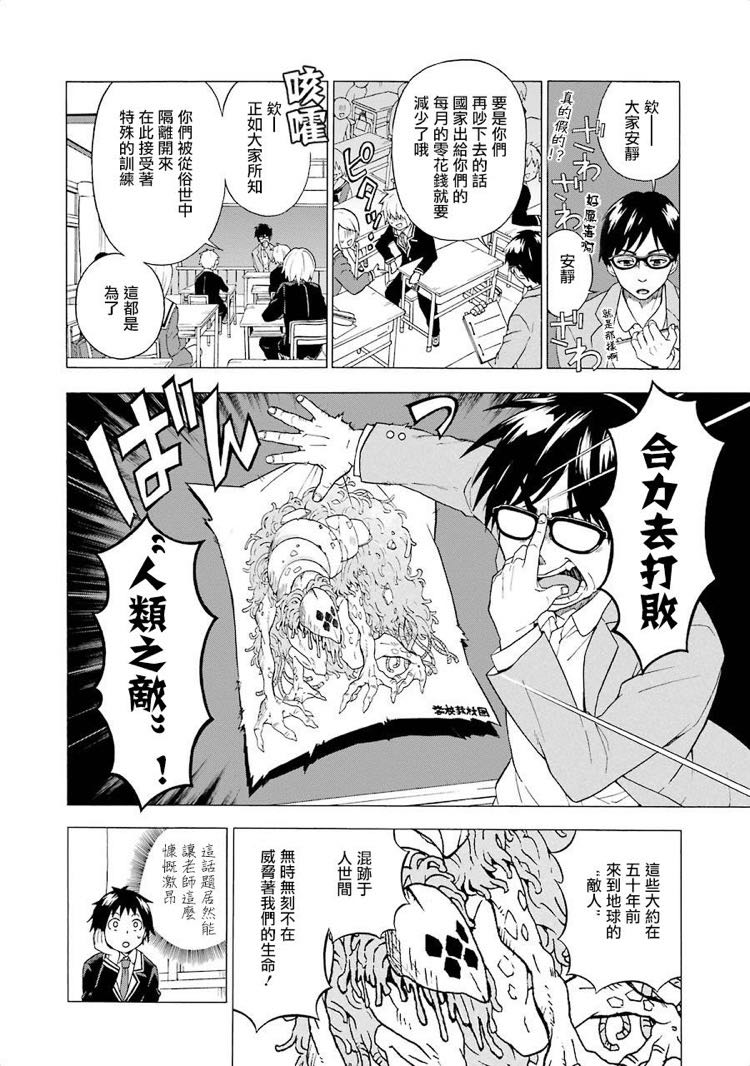 欸—
大家安靜
真的假的!?
ざわ
ざわ
ざわ
好厲害啊
安靜
就是那樣啊
要是你們
再吵下去的話
國家出給你們的
每月的零花錢就要
減少了哦
ピタッ
欸—
正如大家所知
咳嚯
你們被從俗世中
隔離開來
在此接受著
特殊的訓練
這都是
為了
合力去打敗
ばんっ
“人類之敵”!
這些大約在
五十年前
來到地球的
“敵人”
混跡于
人世間
無時無刻不在
威脅著我們的生命!
這話題居然能
讓老師這麼
慷慨激昂